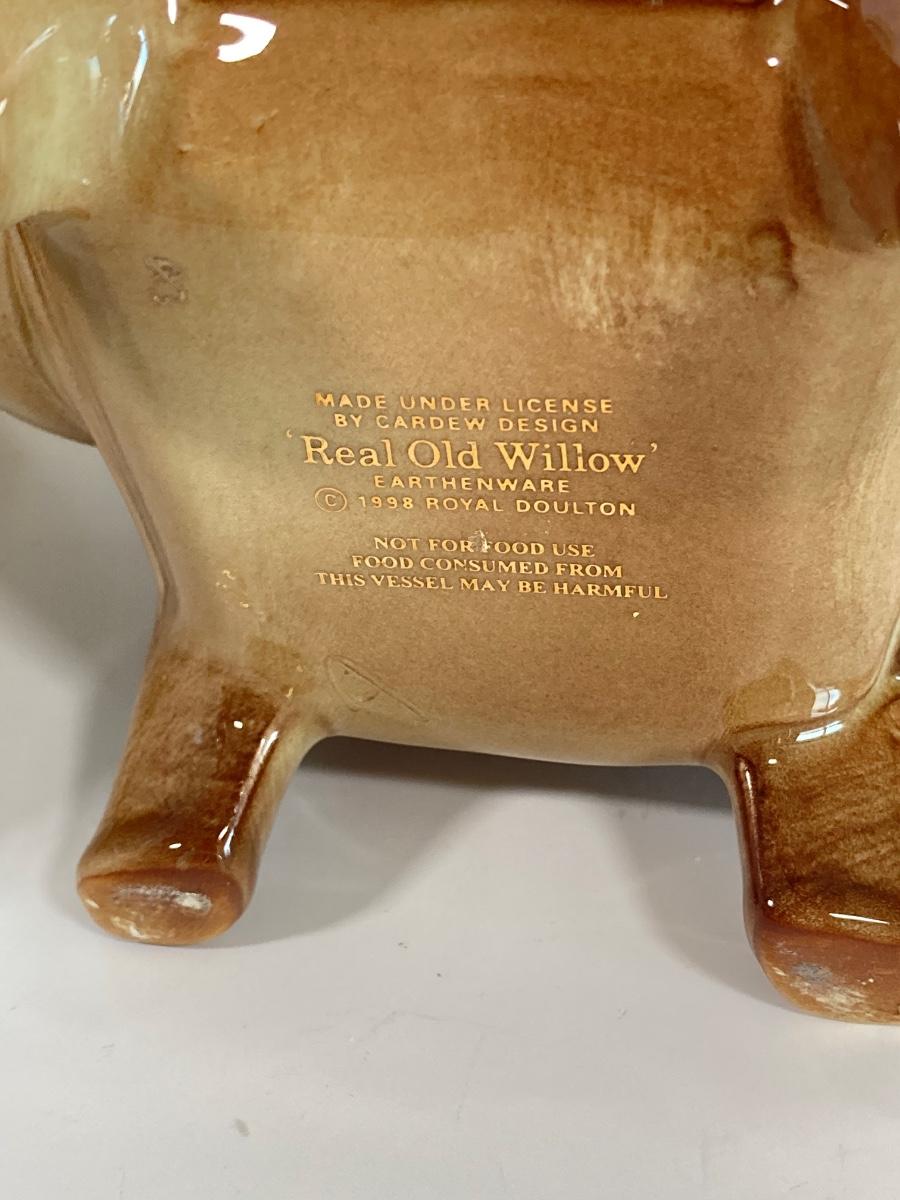 MADE UNDER LICENSE
BY CARDEW DESIGN
'Real Old Willow'
EARTHENWARE
© 1998 ROYAL DOULTON
NOT FOR FOOD USE
FOOD CONSUMED FROM
THIS VESSEL MAY BE HARMFUL